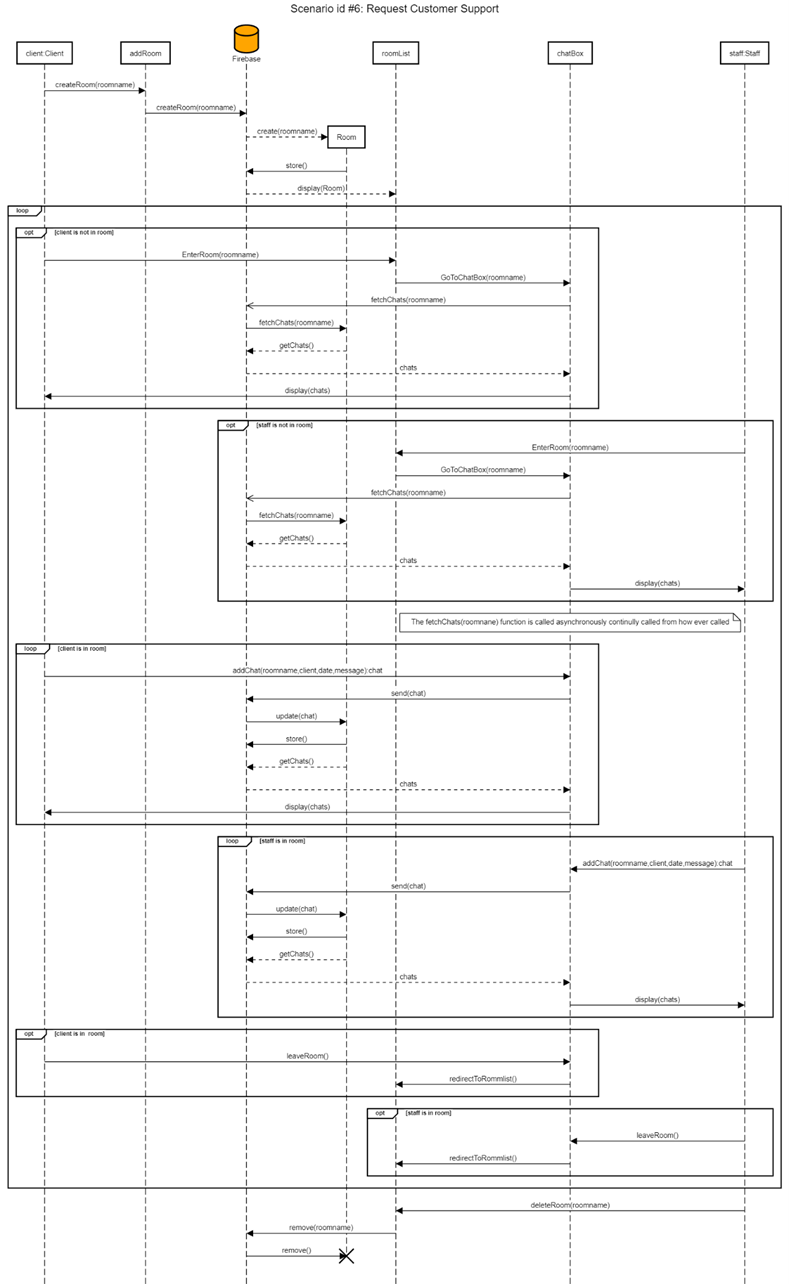 Scenario id #6: Request Customer Support
client:Client
addRoom
Firebase
roomList
chatBox
staff:Staff
createRoom(roomname)
createRoom(roomname)
create(roomname)
Room
store()
display(Room)
loop
opt
[client is not in room]
EnterRoom(roomname)
GoToChatBox(roomname)
fetchChats(roomname)
fetchChats(roomname)
getChats()
chats
display(chats)
opt
[staff is not in room]
EnterRoom(roomname)
GoToChatBox(roomname)
fetchChats(roomname)
fetchChats(roomname)
getChats()
chats
display(chats)
The fetchChats(roomnane) function is called asynchronously continully called from how ever called
loop
[client is in room]
addChat(roomname,client,date,message):chat
send(chat)
update(chat)
store()
getChats()
chats
display(chats)
loop
[staff is in room]
addChat(roomname,client,date,message):chat
send(chat)
update(chat)
store()
getChats()
chats
display(chats)
opt
[client is in  room]
leaveRoom()
redirectToRommlist()
opt
[staff is in room]
leaveRoom()
redirectToRommlist()
deleteRoom(roomname)
remove(roomname)
remove()